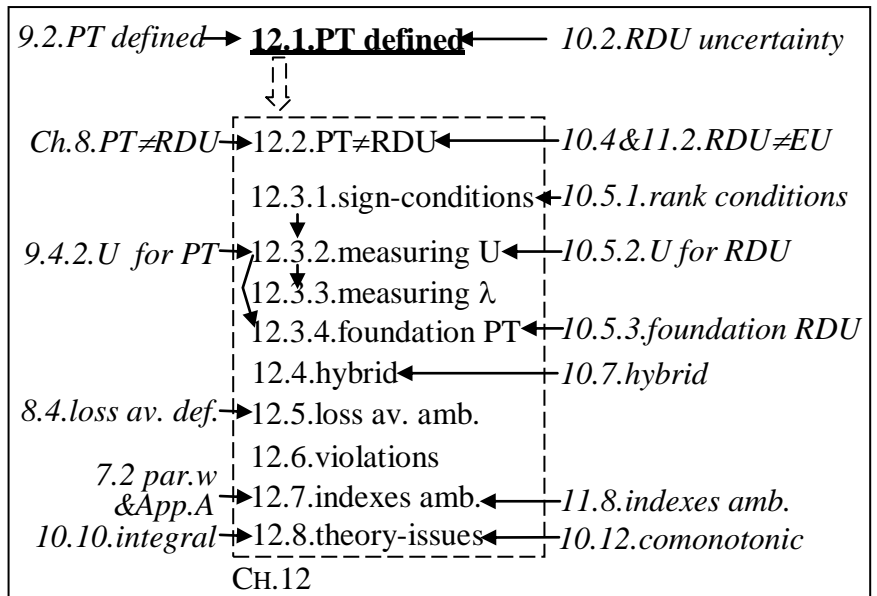 9.2.PT defined 12.1.PT defined 10.2.RDU uncertainty
Ch.8.PT≠RDU 12.2.PT≠RDU 10.4&11.2.RDU≠EU
12.3.1.sign-conditions 10.5.1.rank conditions
9.4.2.U for PT 12.3.2.measuring U 10.5.2.U for RDU
12.3.3.measuring λ
12.3.4.foundation PT 10.5.3.foundation RDU
12.4.hybrid 10.7.hybrid
8.4.loss av. def. 12.5.loss av. amb.
12.6.violations
7.2 par.w
&App.A 12.7.indexes amb. 11.8.indexes amb.
10.10.integral 12.8.theory-issues 10.12.comonotonic
CH.12